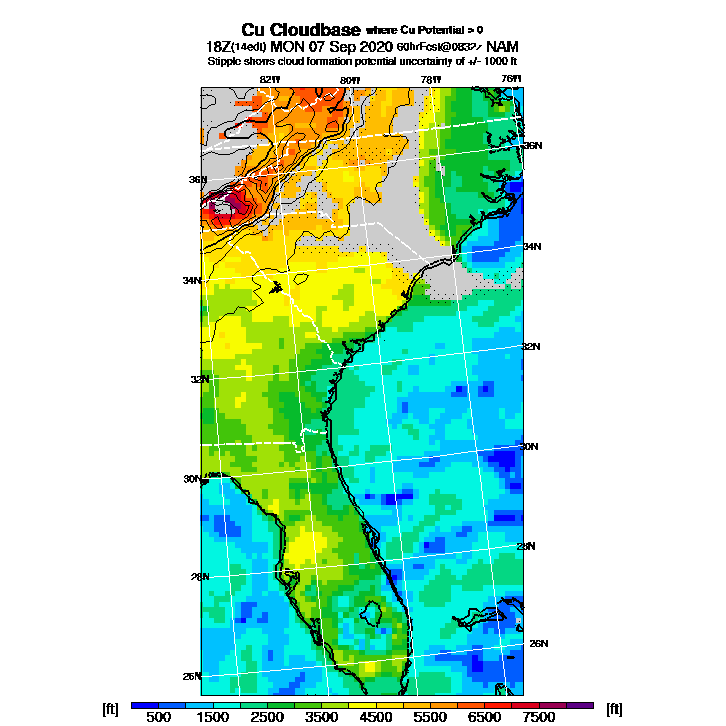 Cu Cloudbase where Cu Potential > 0
18Z(14edt) MON 07 Sep 2020 60hrFcst@0832z NAM
Stipple shows cloud formation potential uncertainty of +/- 1000 ft
82W 80W 78W 76W
36N 36N
34N 34N
32N 32N
30N 30N
28N 28N
26N 26N
[ft] 500 1500 2500 3500 4500 5500 6500 7500 [ft]